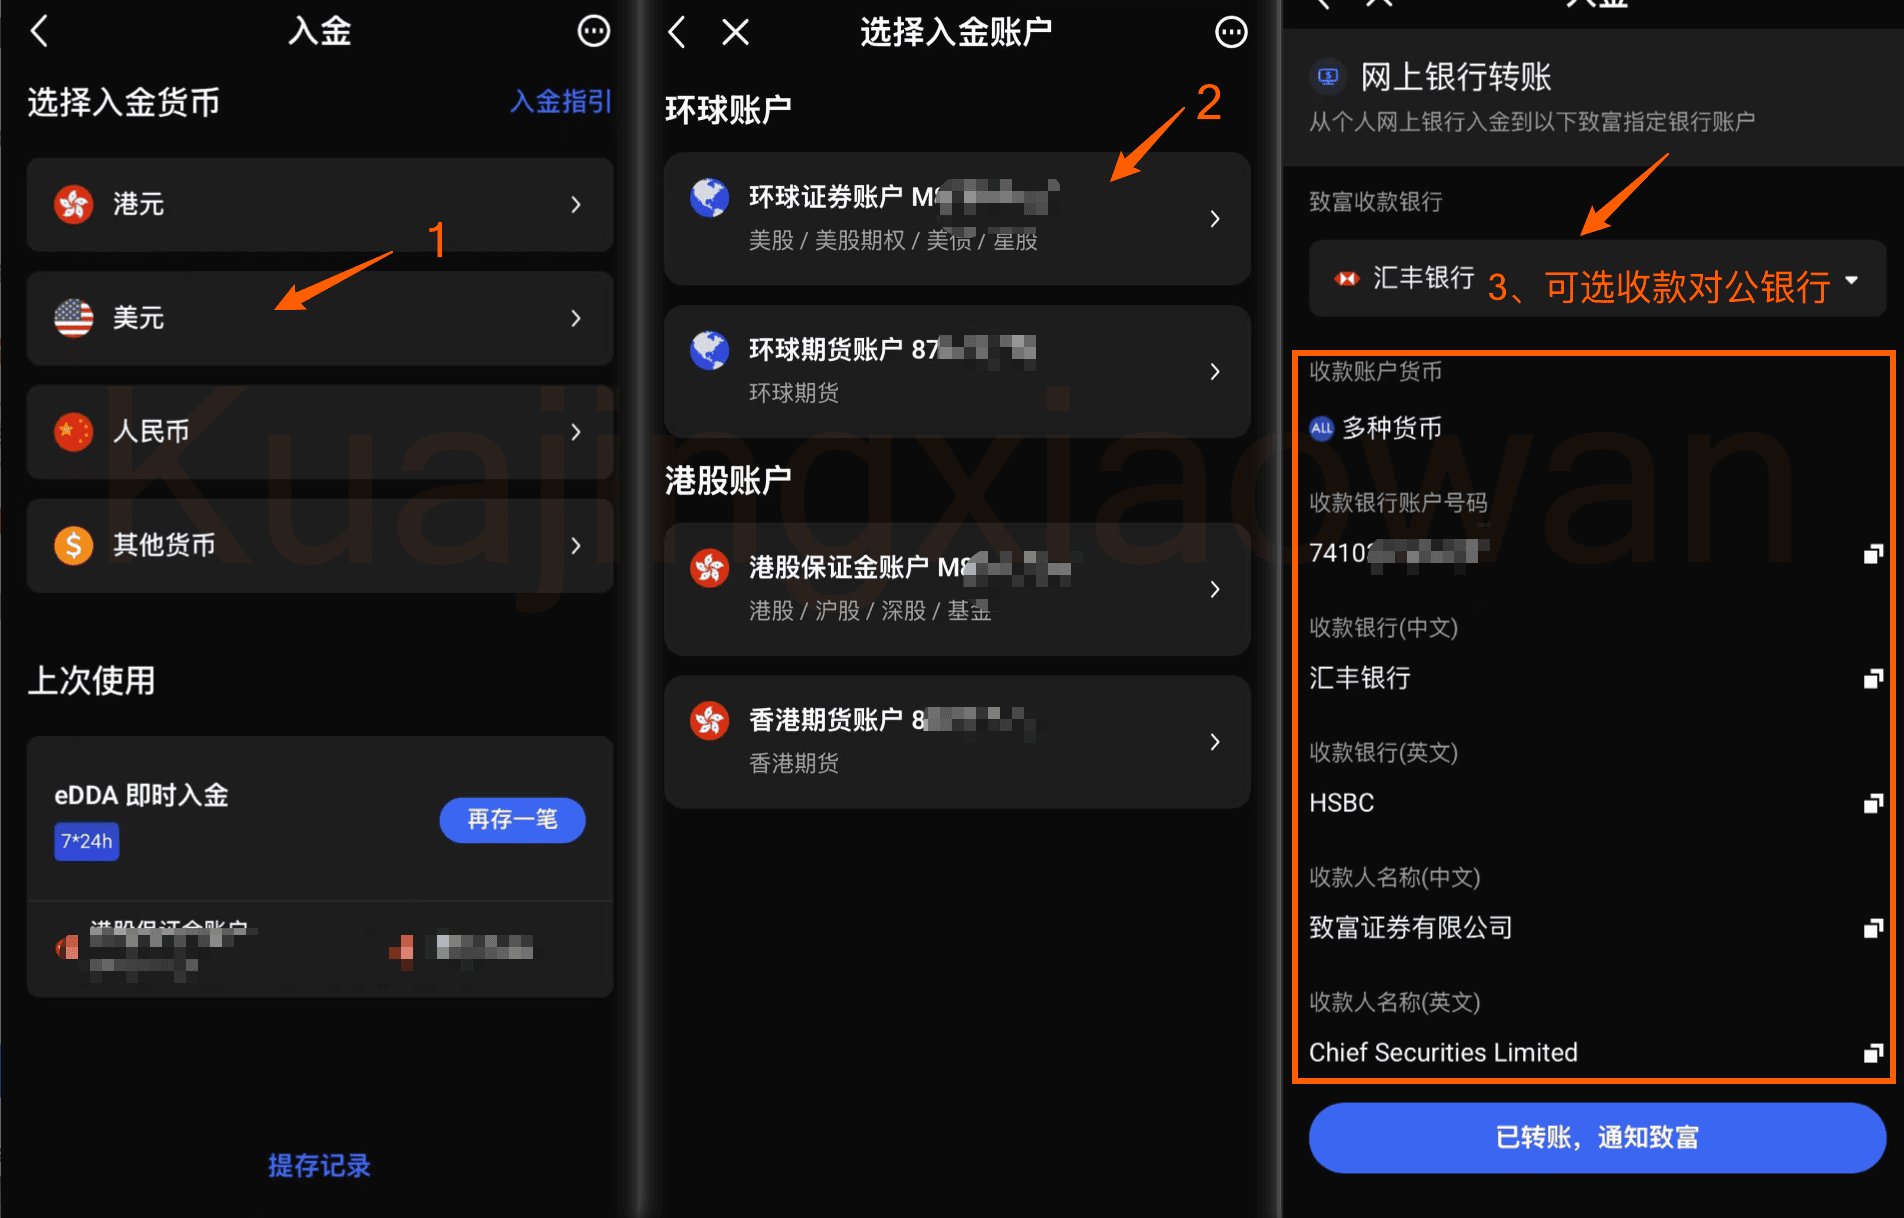 入金
选择入金货币
入金指引
港元
1
美元
人民币
其他货币
上次使用
eDDA 即时入金
7*24h
再存一笔
港股保证金账户
提存记录
选择入金账户
2
环球账户
环球证券账户 M8
美股 / 美股期权 / 美债 / 星股
环球期货账户 87
环球期货
港股账户
港股保证金账户 M8
港股 / 沪股 / 深股 / 基金
香港期货账户 8
香港期货
入金
网上银行转账
从个人网上银行入金到以下致富指定银行账户
致富收款银行
汇丰银行
3、可选收款对公银行
收款账户货币
ALL 多种货币
收款银行账户号码
7410
收款银行(中文)
汇丰银行
收款银行(英文)
HSBC
收款人名称(中文)
致富证券有限公司
收款人名称(英文)
Chief Securities Limited
已转账，通知致富
Kuajingxiaowan